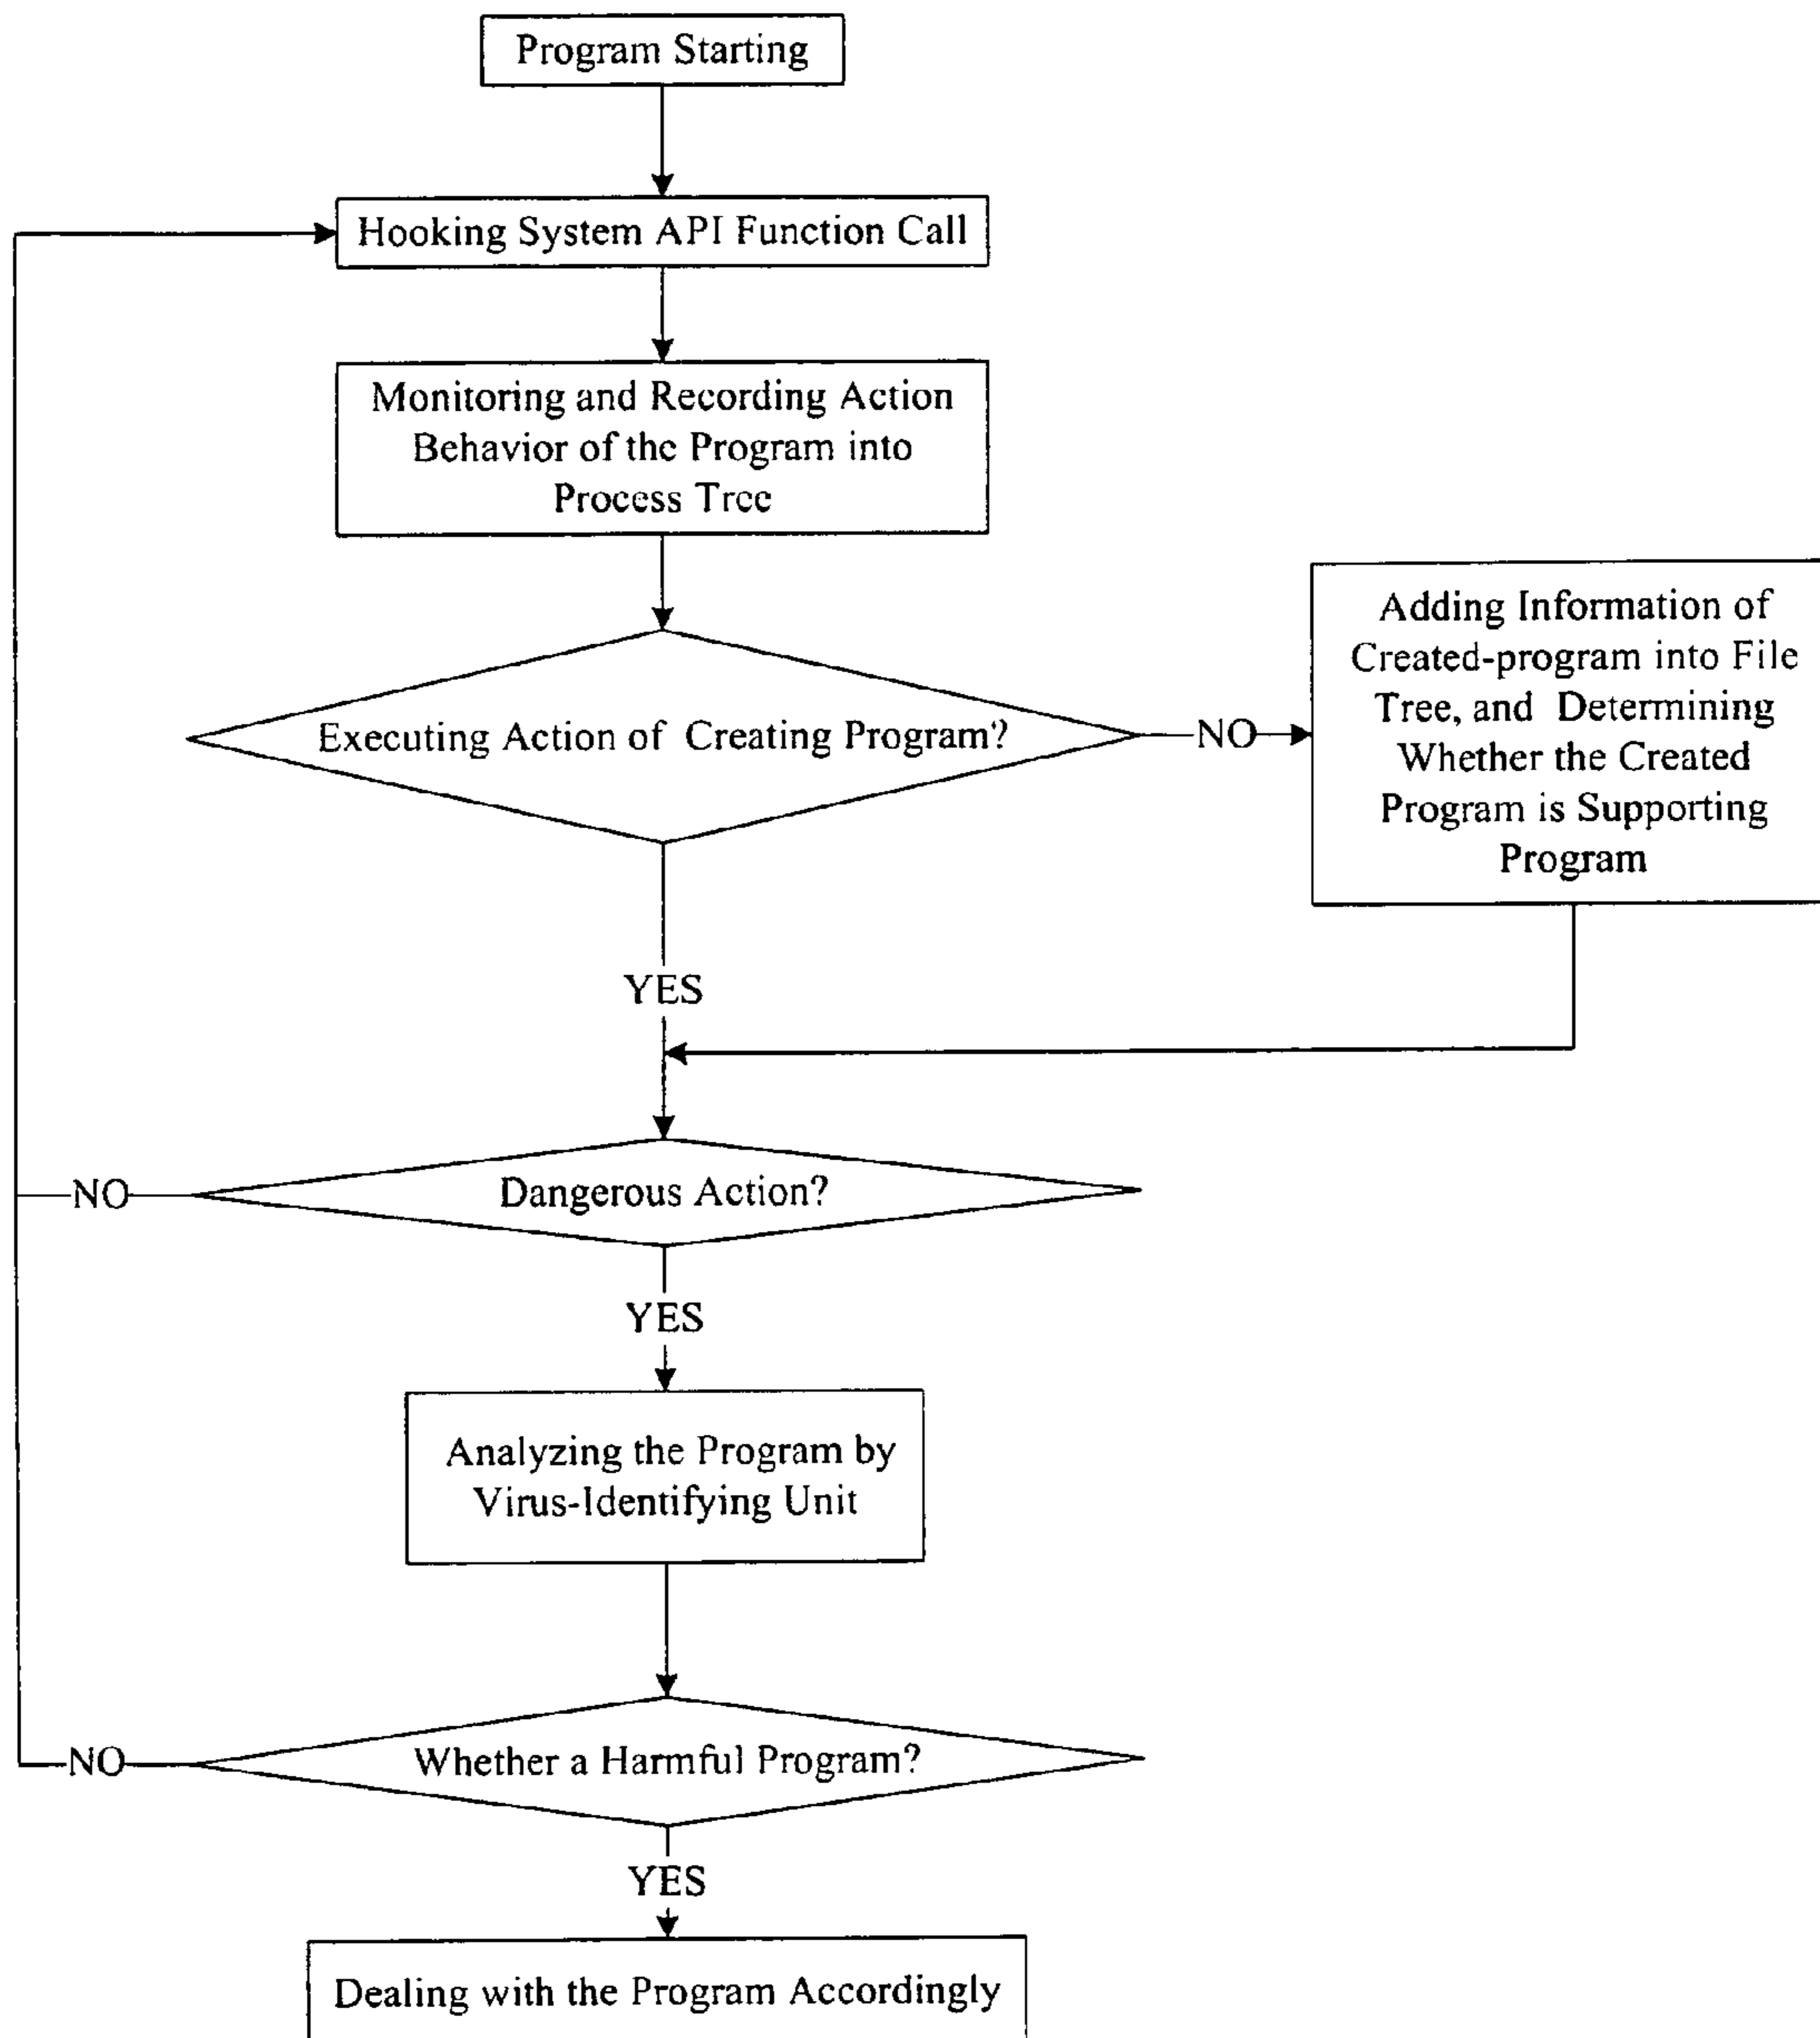 Program Starting
Hooking System API Function Call
Monitoring and Recording Action
Behavior of the Program into
Process Tree
Executing Action of Creating Program?
NO
Adding Information of
Created-program into File
Tree, and Determining
Whether the Created
Program is Supporting
Program
YES
Dangerous Action?
NO
YES
Analyzing the Program by
Virus-Identifying Unit
Whether a Harmful Program?
NO
YES
Dealing with the Program Accordingly